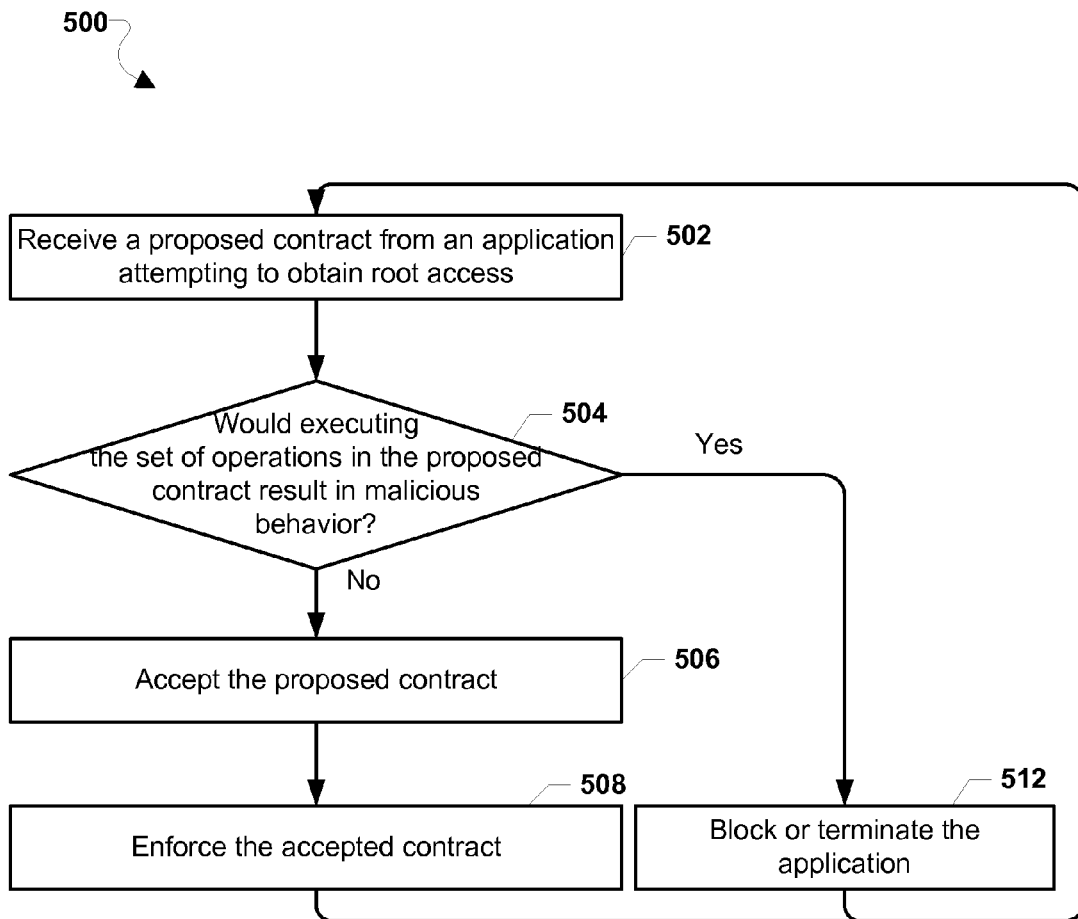 500
Receive a proposed contract from an application
attempting to obtain root access
502
Would executing
the set of operations in the proposed
contract result in malicious
behavior?
504
Yes
No
Accept the proposed contract
506
Enforce the accepted contract
508
Block or terminate the
application
512